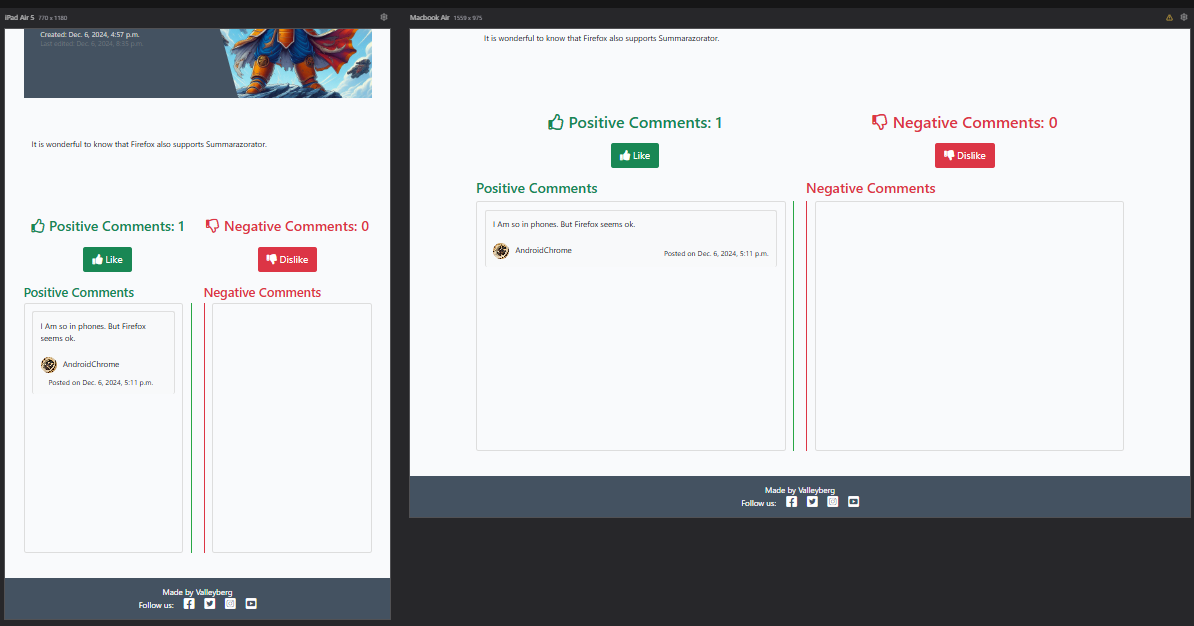 iPad Air 5 770 x 1180
Created: Dec. 6, 2024, 4:57 p.m.
Last edited: Dec. 6, 2024, 8:35 p.m.
It is wonderful to know that Firefox also supports Summarazorator.
Positive Comments: 1
Negative Comments: 0
Like
Dislike
Positive Comments
Negative Comments
I Am so in phones. But Firefox
seems ok.
AndroidChrome
Posted on Dec. 6, 2024, 5:11 p.m.
Made by Valleyberg
Follow us:
Macbook Air 1559 x 975
It is wonderful to know that Firefox also supports Summarazorator.
Positive Comments: 1
Negative Comments: 0
Like
Dislike
Positive Comments
Negative Comments
I Am so in phones. But Firefox seems ok.
AndroidChrome
Posted on Dec. 6, 2024, 5:11 p.m.
Made by Valleyberg
Follow us: